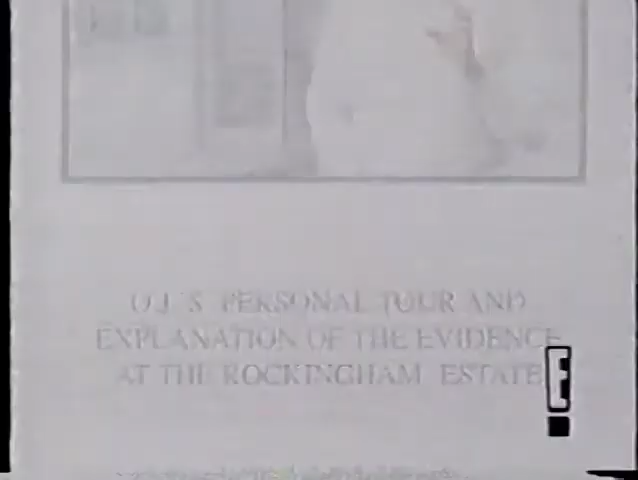 O.J.'S PERSONAL TOUR AND
EXPLANATION OF THE EVIDENCE
AT THE ROCKINGHAM ESTATE
E!